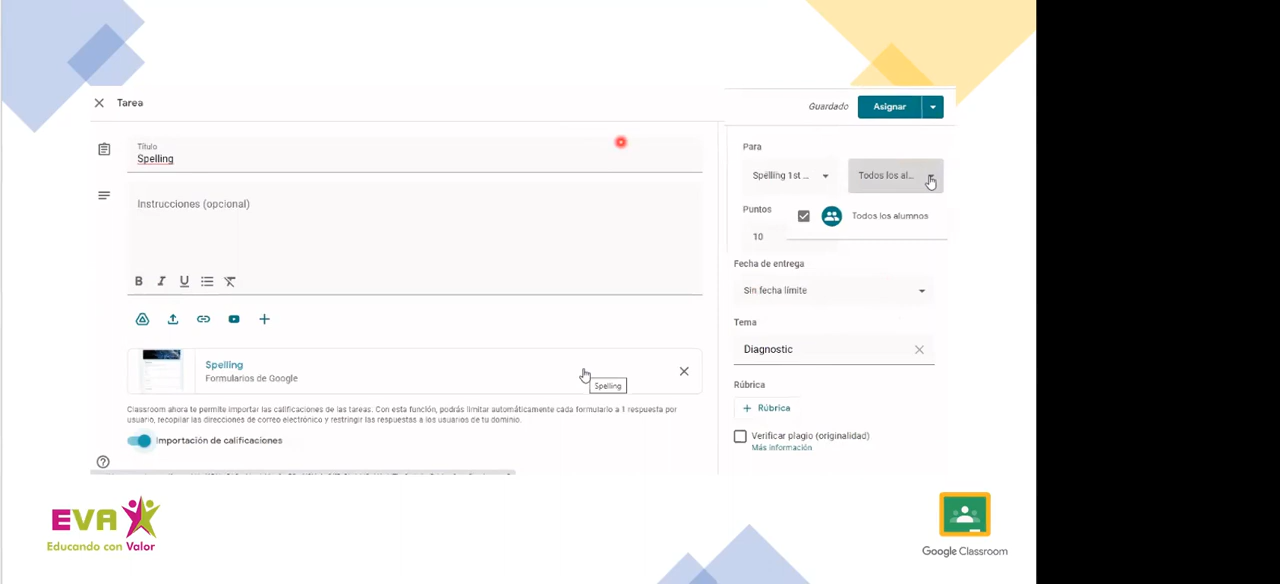 Tarea
Guardado
Asignar
Título
Spelling
Instrucciones (opcional)
B I U
Spelling
Formularios de Google
Spelling
Classroom ahora te permite importar las calificaciones de las tareas. Con esta función, podrás limitar automáticamente cada formulario a 1 respuesta por
usuario, recopilar las direcciones de correo electrónico y restringir las respuestas a los usuarios de tu dominio.
Importación de calificaciones
Para
Spelling 1st ...
Todos los al...
Todos los alumnos
Puntos
10
Fecha de entrega
Sin fecha límite
Tema
Diagnostic
Rúbrica
+ Rúbrica
Verificar plagio (originalidad)
Más información
EVA
Educando con Valor
Google Classroom